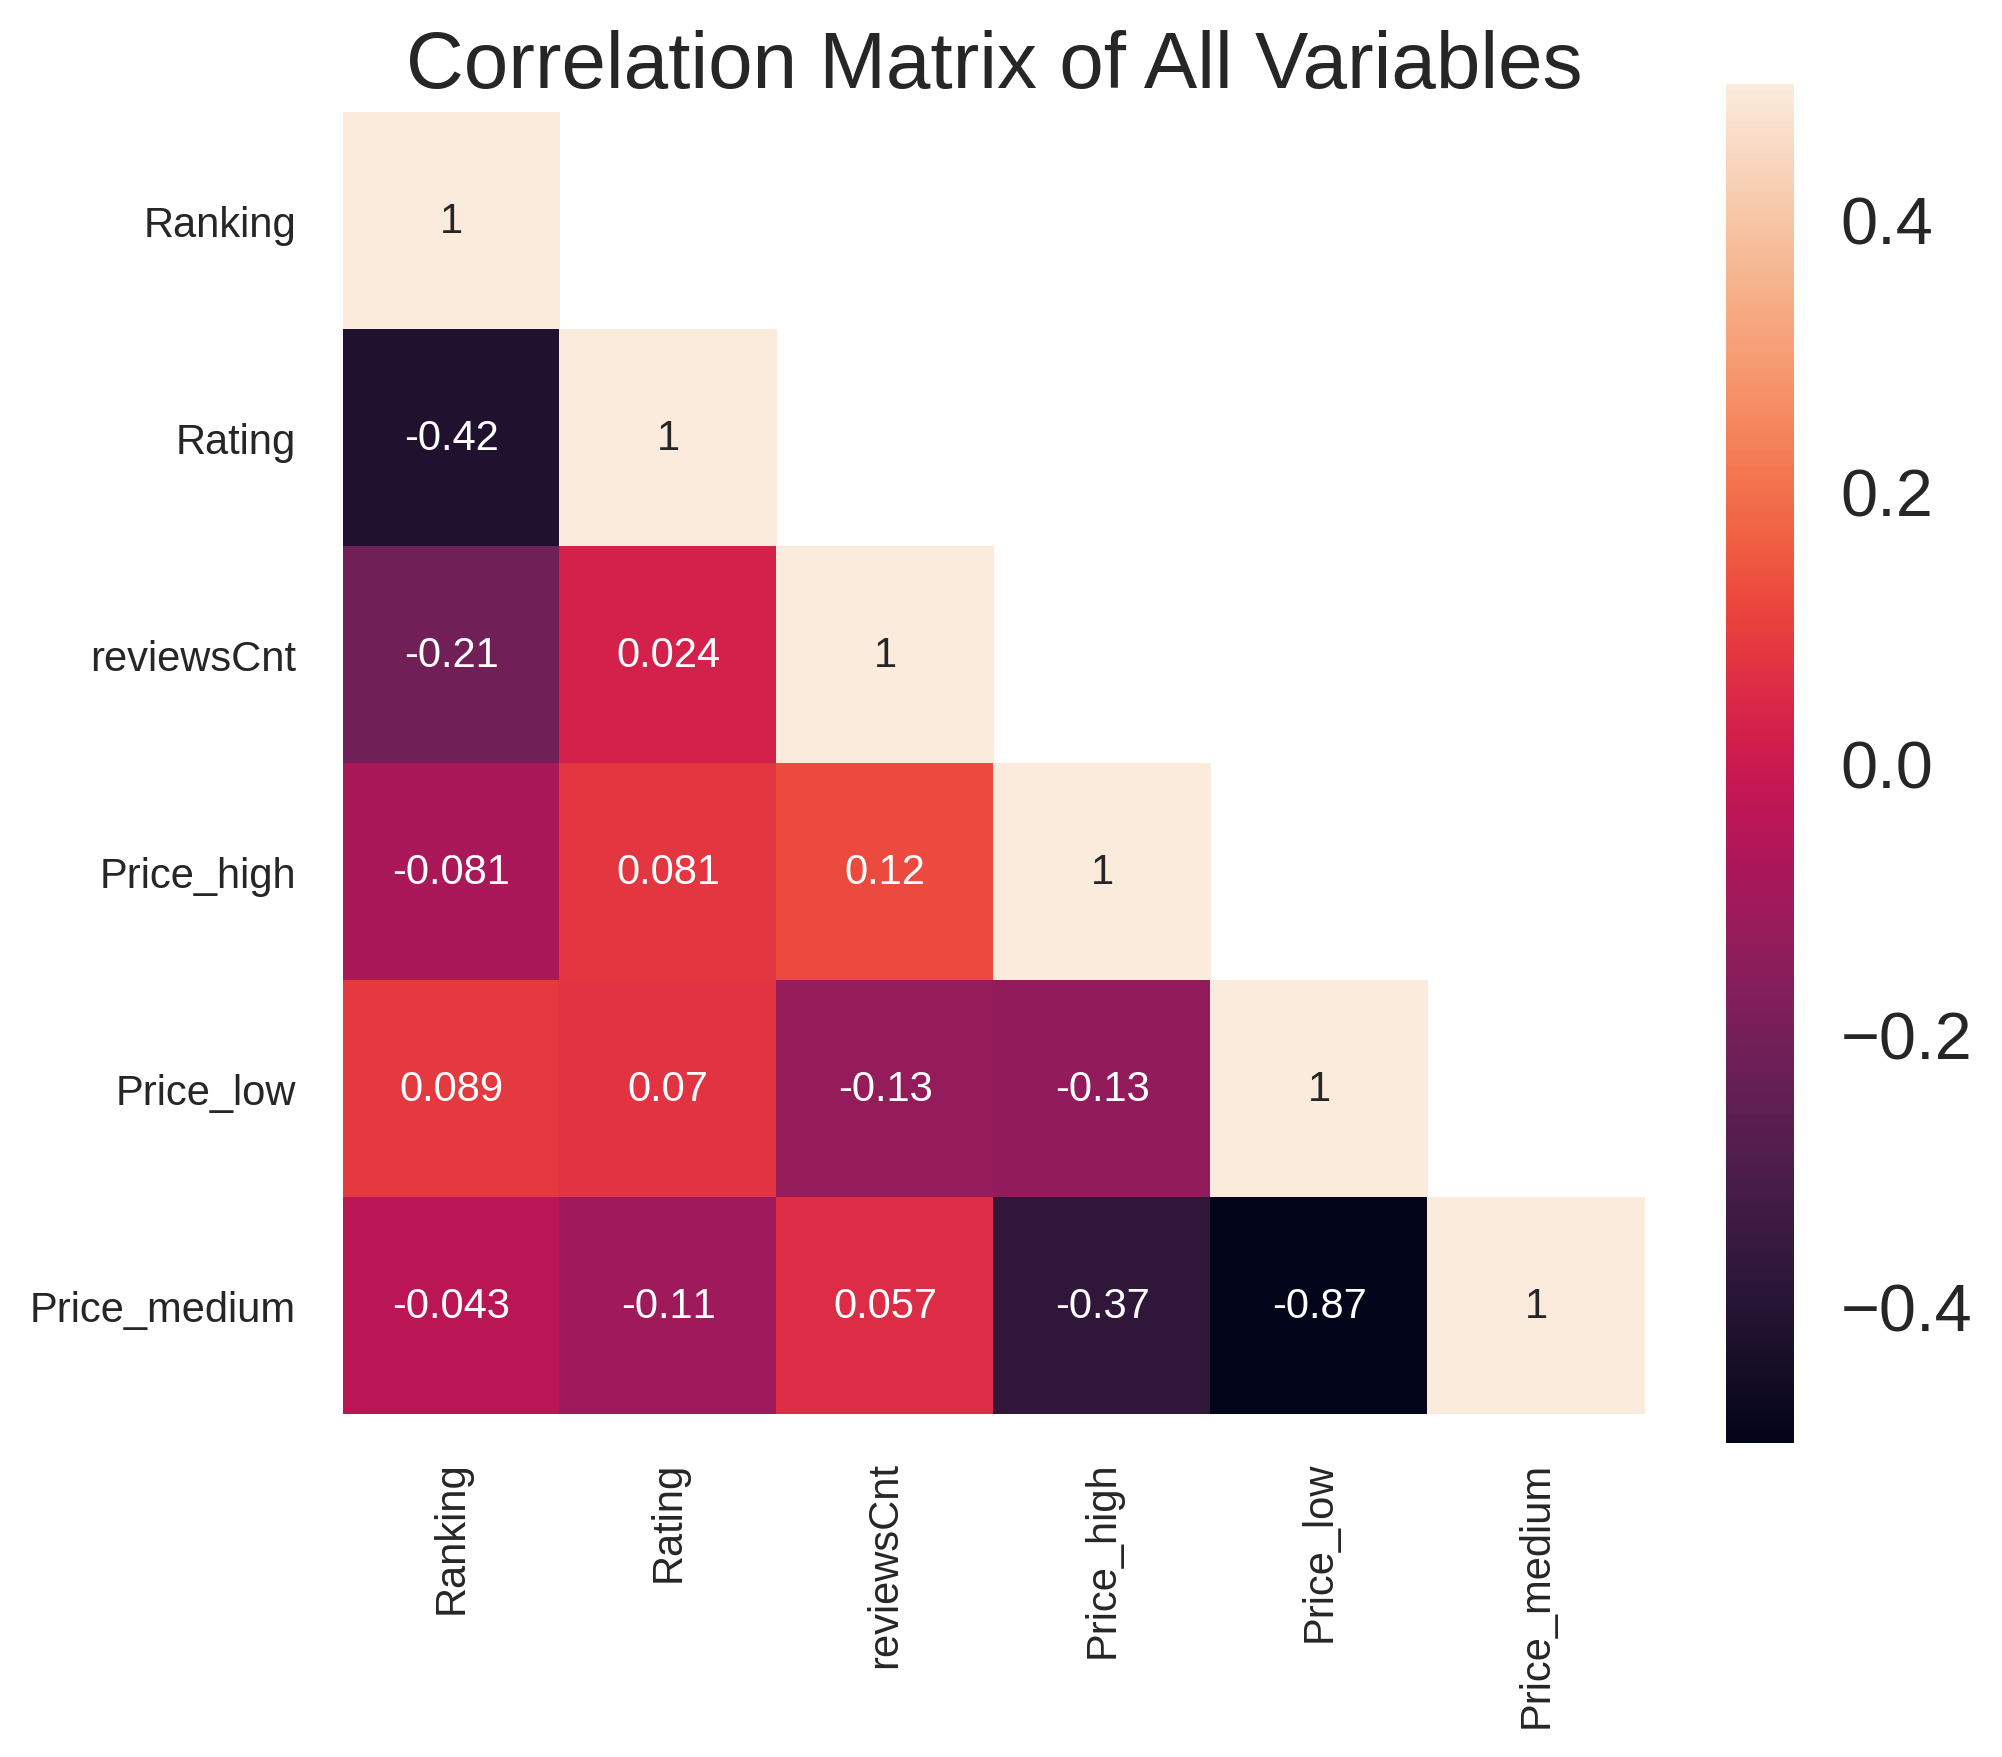 Correlation Matrix of All Variables
Ranking 1
Rating -0.42 1
reviewsCnt -0.21 0.024 1
Price_high -0.081 0.081 0.12 1
Price_low 0.089 0.07 -0.13 -0.13 1
Price_medium -0.043 -0.11 0.057 -0.37 -0.87 1
Ranking
Rating
reviewsCnt
Price_high
Price_low
Price_medium
0.4
0.2
0.0
−0.2
−0.4